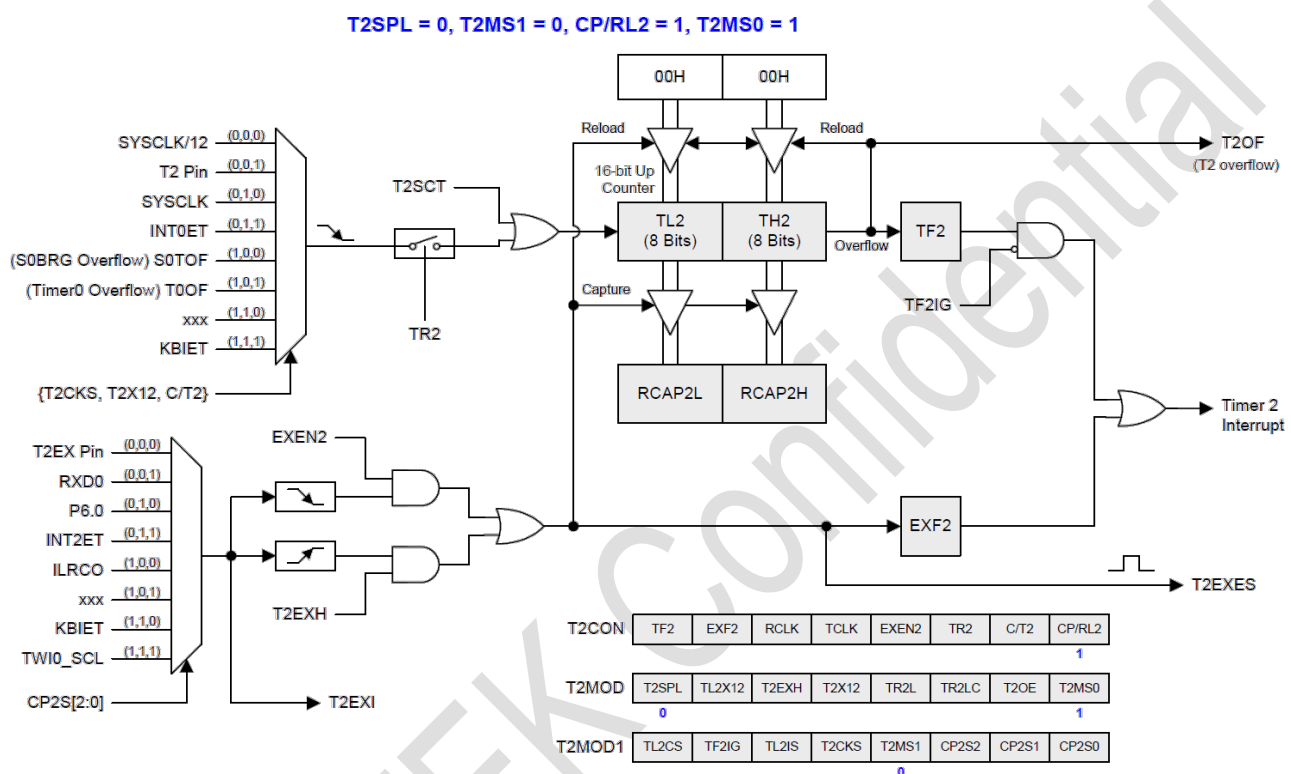 T2SPL = 0, T2MS1 = 0, CP/RL2 = 1, T2MS0 = 1
00H 00H
Reload Reload
SYSCLK/12 (0,0,0)
T2 Pin (0,0,1)
SYSCLK (0,1,0)
INT0ET (0,1,1)
(S0BRG Overflow) S0TOF (1,0,0)
(Timer0 Overflow) T0OF (1,0,1)
xxx (1,1,0)
KBIET (1,1,1)
{T2CKS, T2X12, C/T2}
TR2
T2SCT
16-bit Up
Counter
TL2
(8 Bits)
TH2
(8 Bits)
Overflow
TF2
T2OF
(T2 overflow)
TF2IG
Capture
RCAP2L RCAP2H
Timer 2
Interrupt
T2EX Pin (0,0,0)
RXD0 (0,0,1)
P6.0 (0,1,0)
INT2ET (0,1,1)
ILRCO (1,0,0)
xxx (1,0,1)
KBIET (1,1,0)
TWI0_SCL (1,1,1)
CP2S[2:0]
EXEN2
T2EXH
T2EXI
EXF2
T2EXES
T2CON TF2 EXF2 RCLK TCLK EXEN2 TR2 C/T2 CP/RL2
1
T2MOD T2SPL TL2X12 T2EXH T2X12 TR2L TR2LC T2OE T2MS0
0 1
T2MOD1 TL2CS TF2IG TL2IS T2CKS T2MS1 CP2S2 CP2S1 CP2S0
0
Confidential